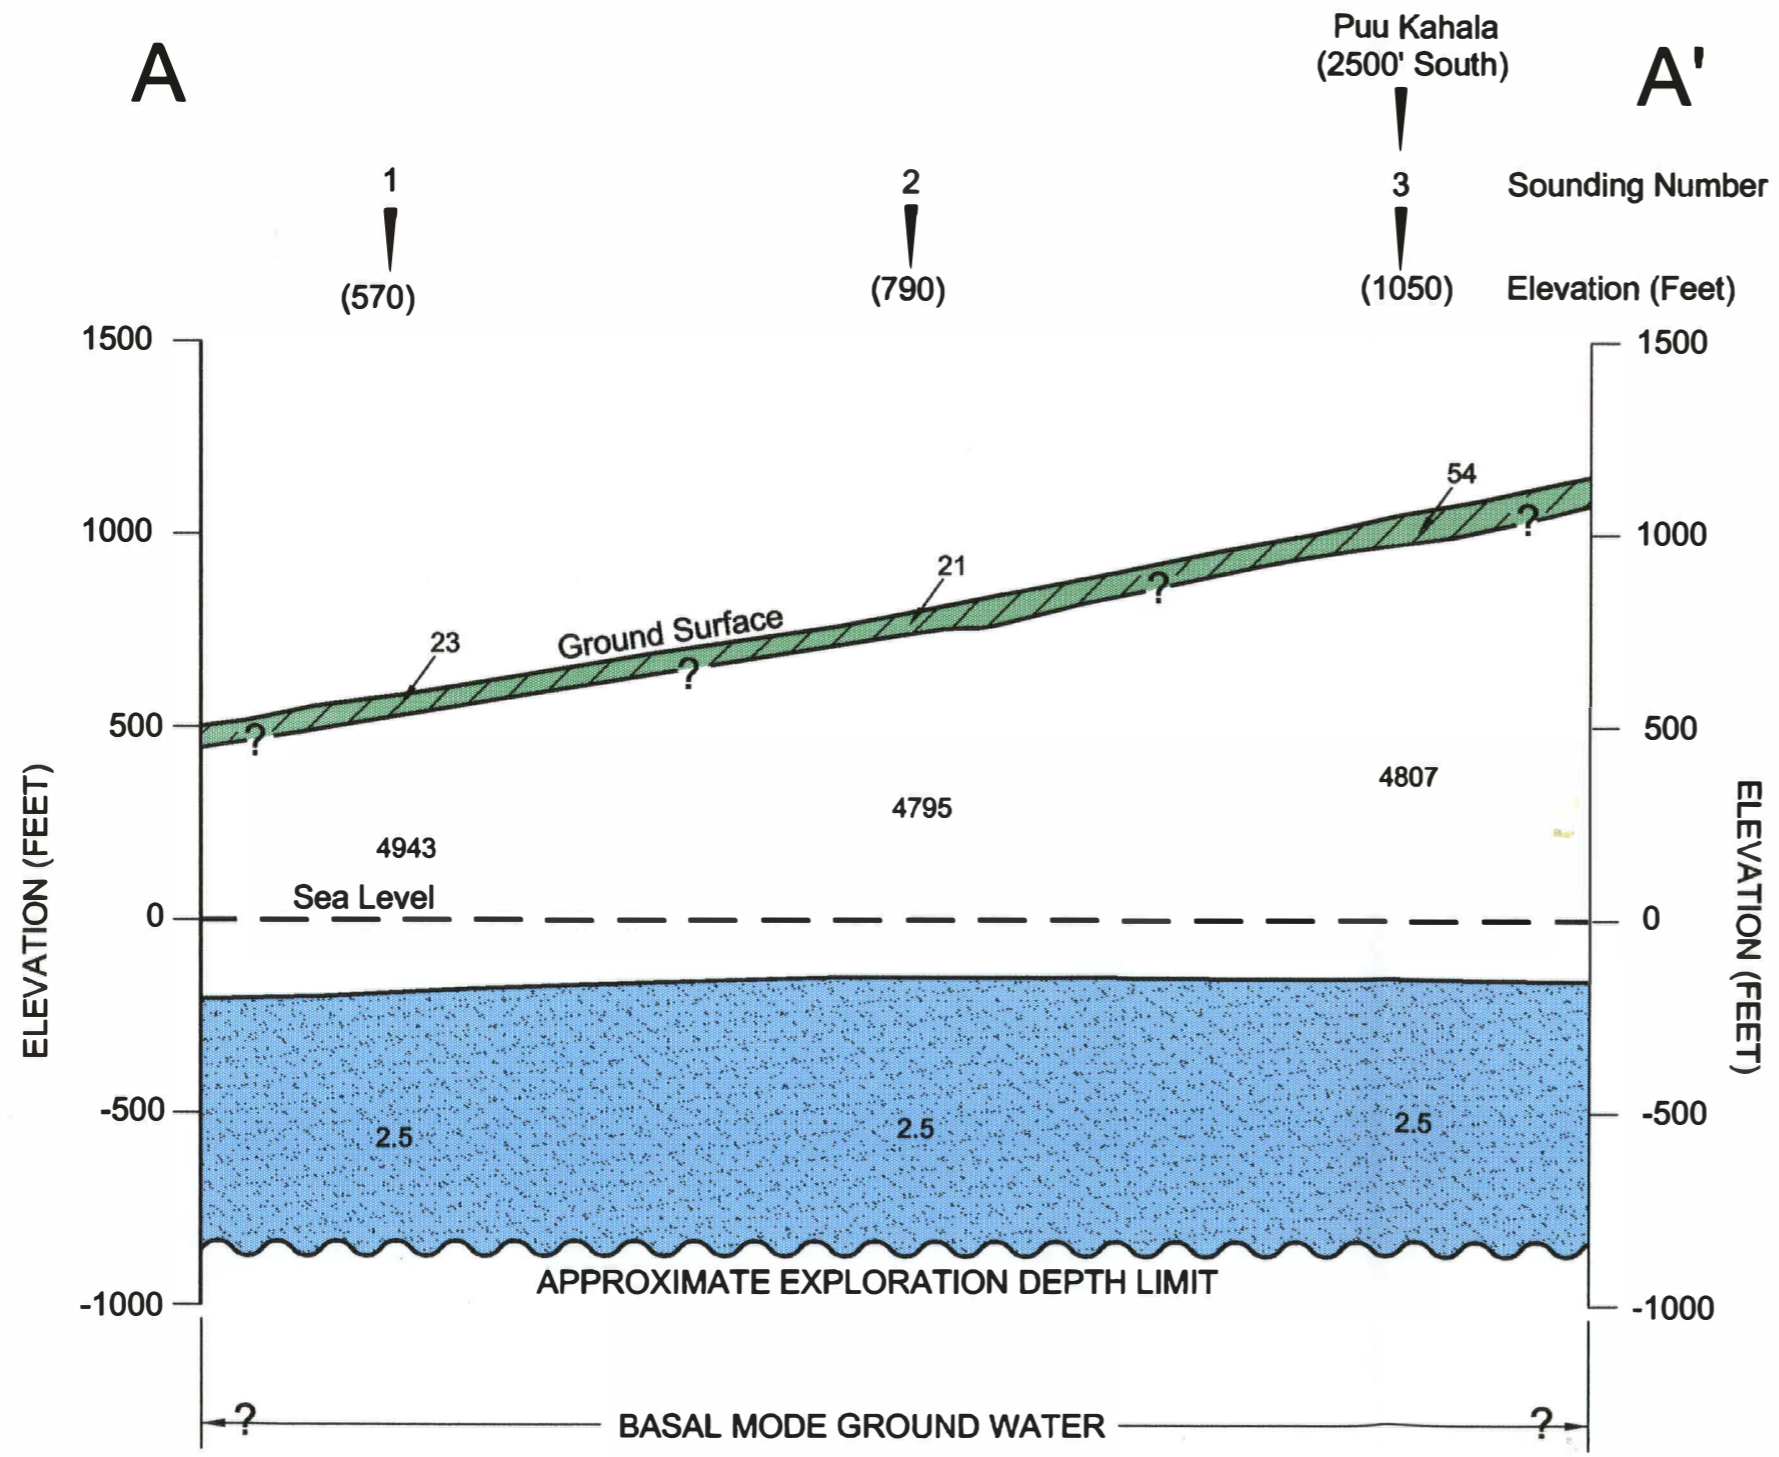 A
Puu Kahala
(2500' South)
A'
1
2
3
Sounding Number
(570)
(790)
(1050)
Elevation (Feet)
1500
1500
54
1000
1000
?
21
?
Ground Surface
23
?
500
?
500
4807
4795
4943
Sea Level
0
0
ELEVATION (FEET)
ELEVATION (FEET)
-500
-500
2.5
2.5
2.5
APPROXIMATE EXPLORATION DEPTH LIMIT
-1000
-1000
?
BASAL MODE GROUND WATER
?